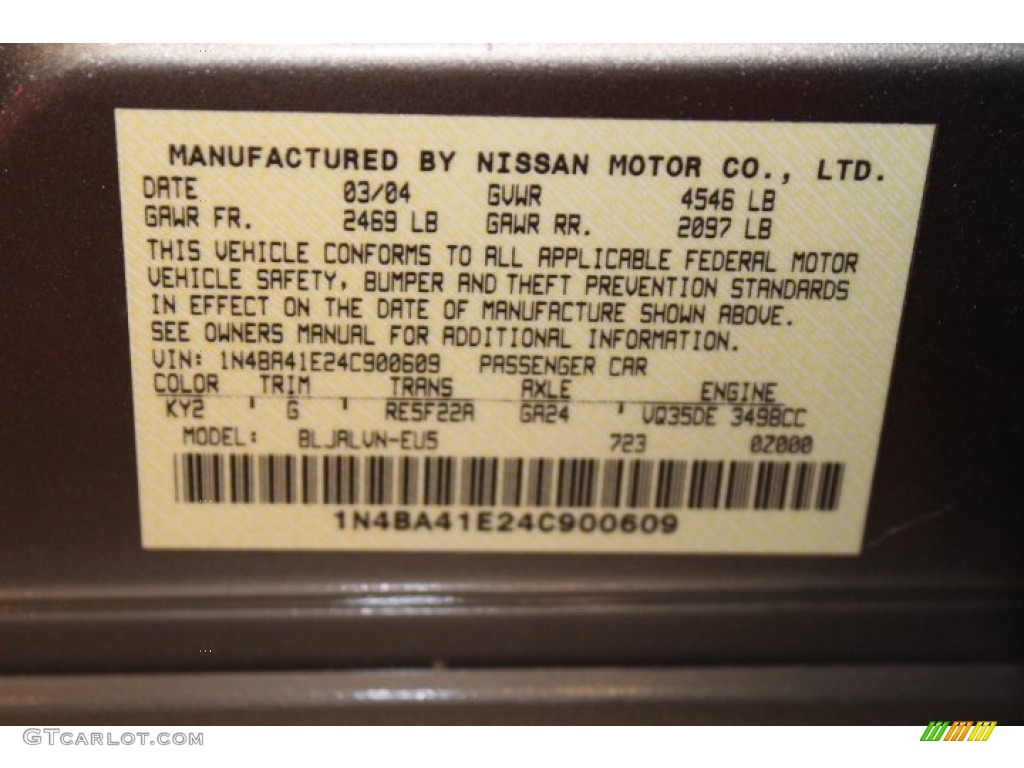 MANUFACTURED BY NISSAN MOTOR CO., LTD.
DATE 03/04 GVWR 4546 LB
GAWR FR. 2469 LB GAWR RR. 2097 LB
THIS VEHICLE CONFORMS TO ALL APPLICABLE FEDERAL MOTOR
VEHICLE SAFETY, BUMPER AND THEFT PREVENTION STANDARDS
IN EFFECT ON THE DATE OF MANUFACTURE SHOWN ABOVE.
SEE OWNERS MANUAL FOR ADDITIONAL INFORMATION.
VIN: 1N4BA41E24C900609 PASSENGER CAR
COLOR TRIM TRANS AXLE ENGINE
KY2 ' G ' RE5F22A GA24 ' VQ35DE 3498CC
MODEL: BLJALVN-EU5 723 0Z000
1N4BA41E24C900609
GTCarLot.com